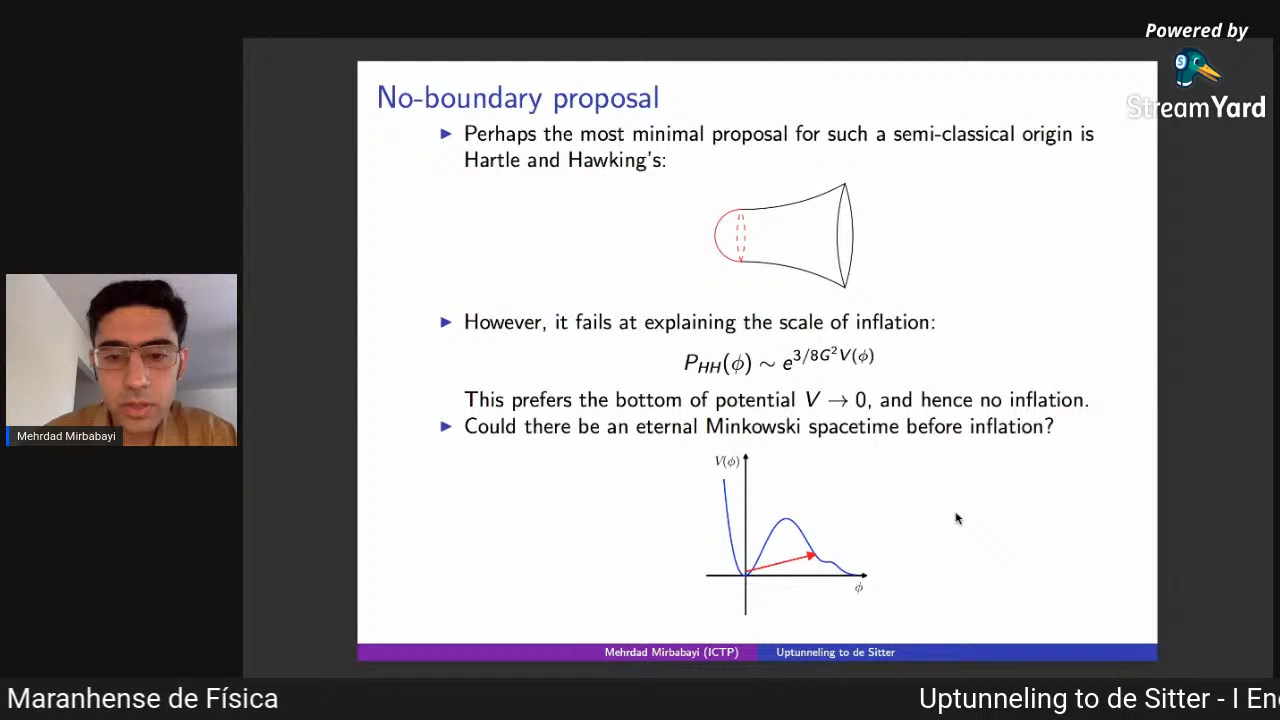 Powered by
StreamYard
No-boundary proposal
▶ Perhaps the most minimal proposal for such a semi-classical origin is
Hartle and Hawking's:
▶ However, it fails at explaining the scale of inflation:
P_{HH}(ϕ) ∼ e^{3/8G²V(ϕ)}
This prefers the bottom of potential V → 0, and hence no inflation.
▶ Could there be an eternal Minkowski spacetime before inflation?
V(ϕ)
ϕ
Mehrdad Mirbabayi
Mehrdad Mirbabayi (ICTP) Uptunneling to de Sitter
Maranhense de Física
Uptunneling to de Sitter - I En